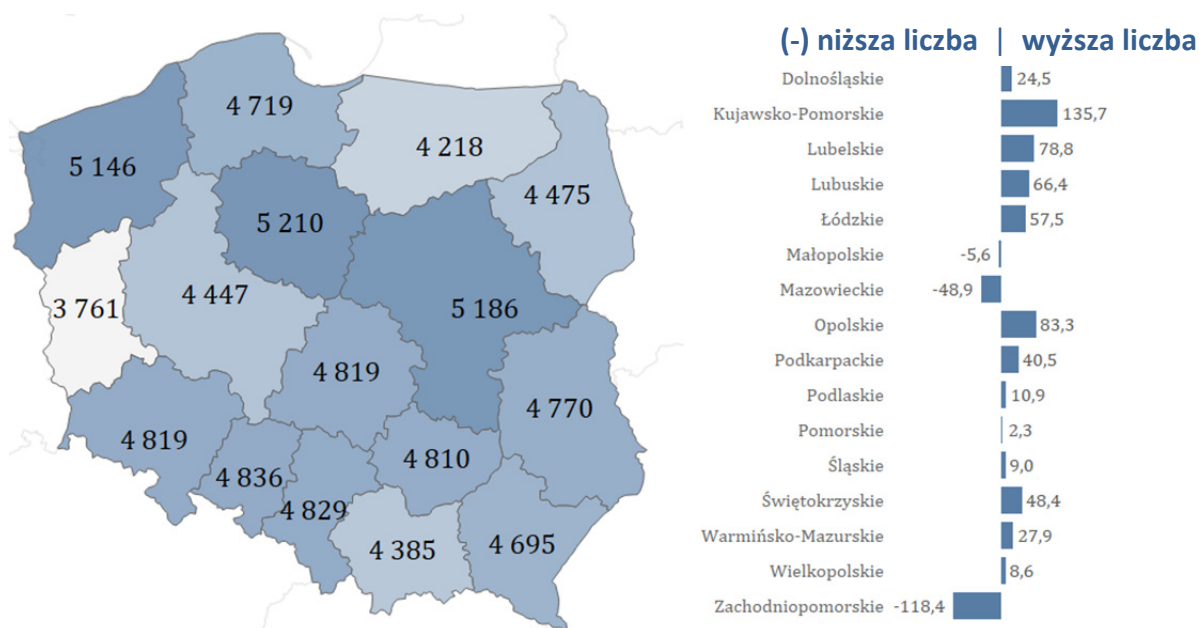 4 719
4 218
5 146
4 475
5 210
3 761
4 447
5 186
4 819
4 770
4 819
4 810
4 836
4 829
4 385
4 695
(-) niższa liczba | wyższa liczba
Dolnośląskie 24,5
Kujawsko-Pomorskie 135,7
Lubelskie 78,8
Lubuskie 66,4
Łódzkie 57,5
Małopolskie -5,6
Mazowieckie -48,9
Opolskie 83,3
Podkarpackie 40,5
Podlaskie 10,9
Pomorskie 2,3
Śląskie 9,0
Świętokrzyskie 48,4
Warmińsko-Mazurskie 27,9
Wielkopolskie 8,6
Zachodniopomorskie -118,4